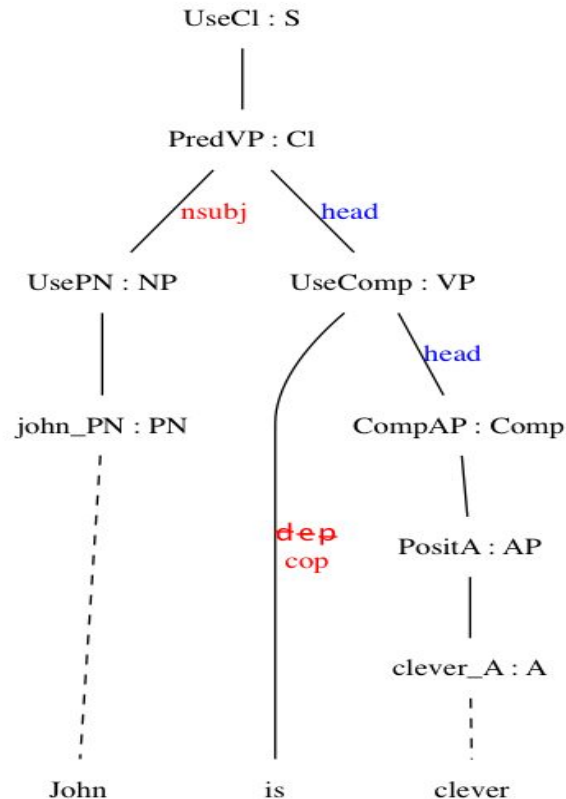 UseCl : S
PredVP : Cl
nsubj head
UsePN : NP UseComp : VP
head
john_PN : PN CompAP : Comp
dep
cop
PositA : AP
clever_A : A
John is clever